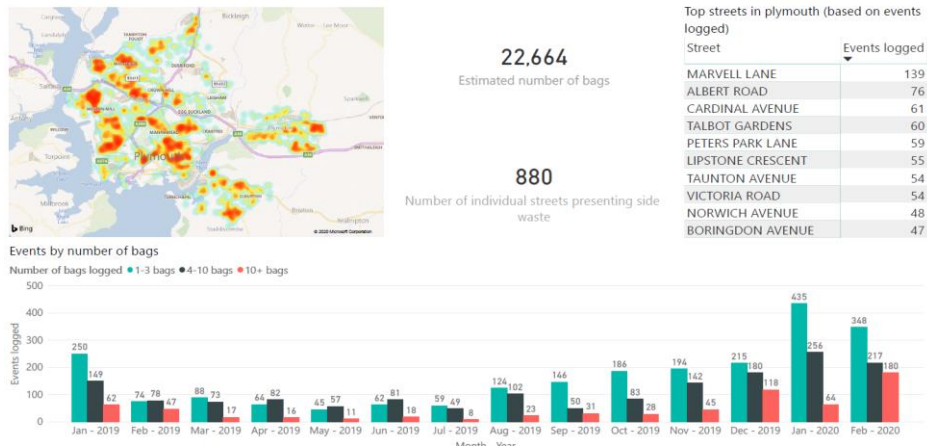 Top streets in plymouth (based on events
logged)
Street Events logged
MARVELL LANE 139
ALBERT ROAD 76
CARDINAL AVENUE 61
TALBOT GARDENS 60
PETERS PARK LANE 59
LIPSTONE CRESCENT 55
TAUNTON AVENUE 54
VICTORIA ROAD 54
NORWICH AVENUE 48
BORINGDON AVENUE 47
22,664
Estimated number of bags
880
Number of individual streets presenting side
waste
Bickleigh
Plymouth
Bing
© 2020 Microsoft Corporation
Events by number of bags
Number of bags logged 1-3 bags 4-10 bags 10+ bags
Events logged
500
400
300
200
100
0
250 149 62
74 78 47
88 73 17
64 82 16
45 57 11
62 81 18
59 49 8
124 102 23
146 50 31
186 83 28
194 142 45
215 180 118
435 256 64
348 217 180
Jan - 2019 Feb - 2019 Mar - 2019 Apr - 2019 May - 2019 Jun - 2019 Jul - 2019 Aug - 2019 Sep - 2019 Oct - 2019 Nov - 2019 Dec - 2019 Jan - 2020 Feb - 2020
Month - Year